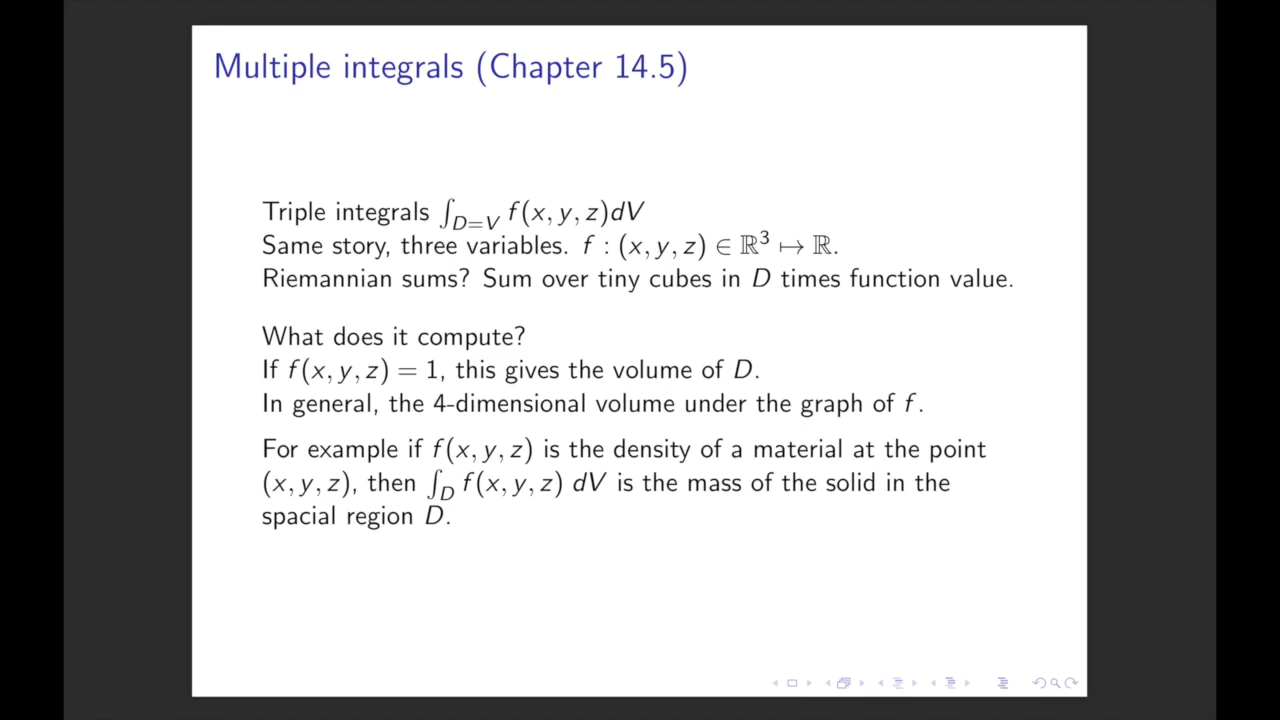 Multiple integrals (Chapter 14.5)
Triple integrals ∫_{D=V} f(x, y, z)dV
Same story, three variables. f : (x, y, z) ∈ ℝ³ ↦ ℝ.
Riemannian sums? Sum over tiny cubes in D times function value.
What does it compute?
If f(x, y, z) = 1, this gives the volume of D.
In general, the 4-dimensional volume under the graph of f.
For example if f(x, y, z) is the density of a material at the point
(x, y, z), then ∫_D f(x, y, z) dV is the mass of the solid in the
spacial region D.